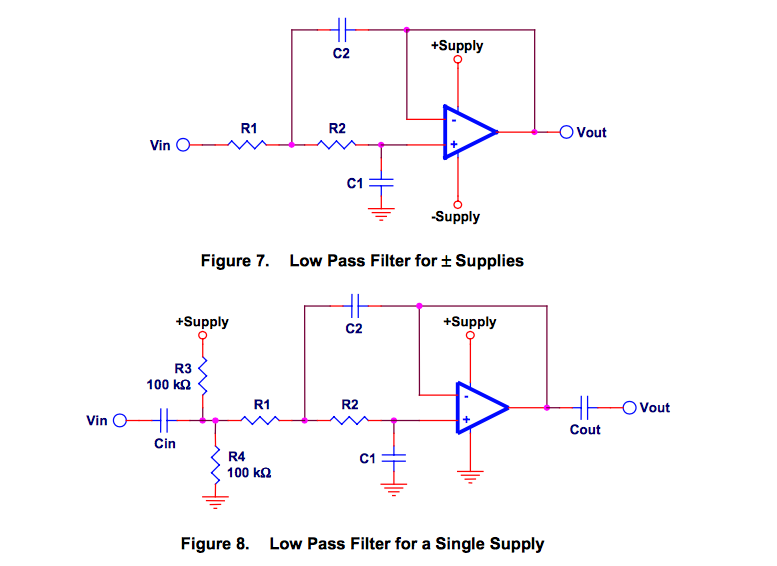 C2
+Supply
-
R1
R2
Vin
Vout
+
C1
-Supply
Figure 7. Low Pass Filter for ± Supplies
+Supply
C2
+Supply
R3
100 kΩ
R1
R2
-
Vin
Vout
+
Cin
Cout
R4
100 kΩ
C1
Figure 8. Low Pass Filter for a Single Supply